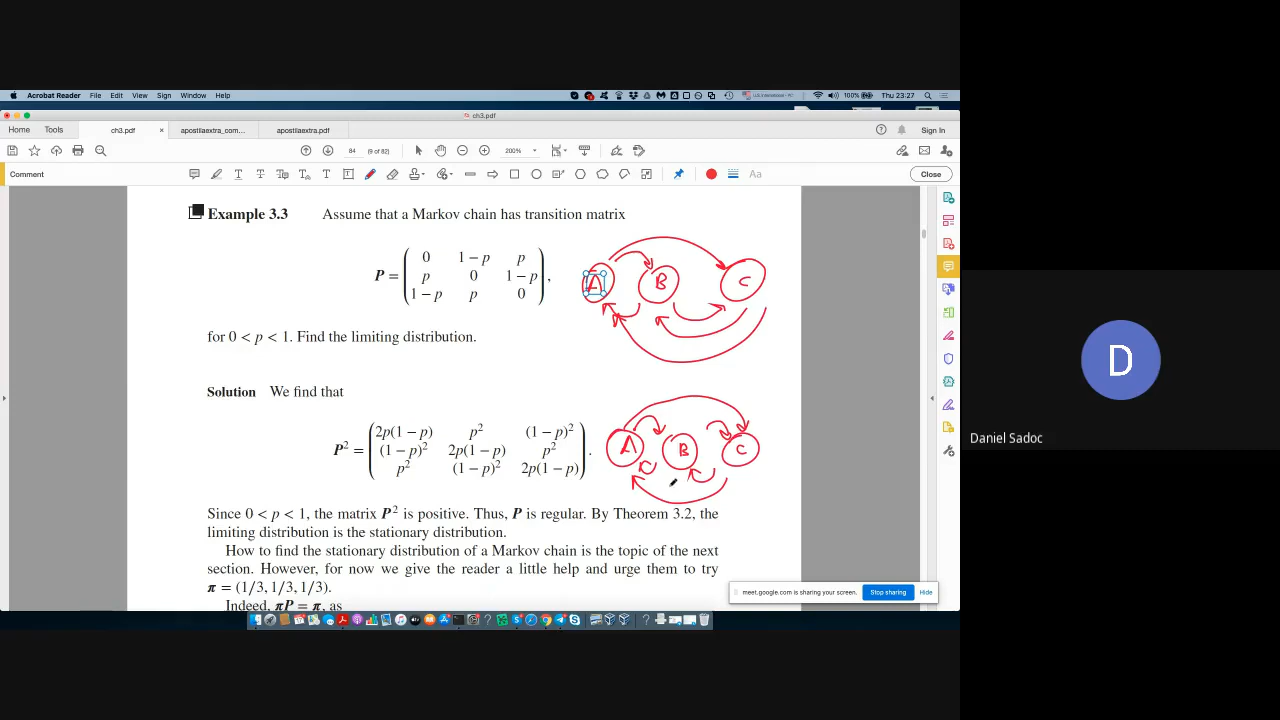 Acrobat Reader File Edit View Sign Window Help 100% Thu 23:27
ch3.pdf
Home Tools ch3.pdf × apostilaextra_com... apostilaextra.pdf Sign In
84 (9 of 82) 200%
Comment Aa Close
Example 3.3 Assume that a Markov chain has transition matrix
P = ( 0 1 − p p
p 0 1 − p
1 − p p 0 ),
A B C
for 0 < p < 1. Find the limiting distribution.
Solution We find that
P² = ( 2p(1 − p) p² (1 − p)²
(1 − p)² 2p(1 − p) p²
p² (1 − p)² 2p(1 − p) ).
A B C
Since 0 < p < 1, the matrix P² is positive. Thus, P is regular. By Theorem 3.2, the
limiting distribution is the stationary distribution.
How to find the stationary distribution of a Markov chain is the topic of the next
section. However, for now we give the reader a little help and urge them to try
π = (1/3, 1/3, 1/3).
Indeed, πP = π, as
meet.google.com is sharing your screen. Stop sharing Hide
D
Daniel Sadoc